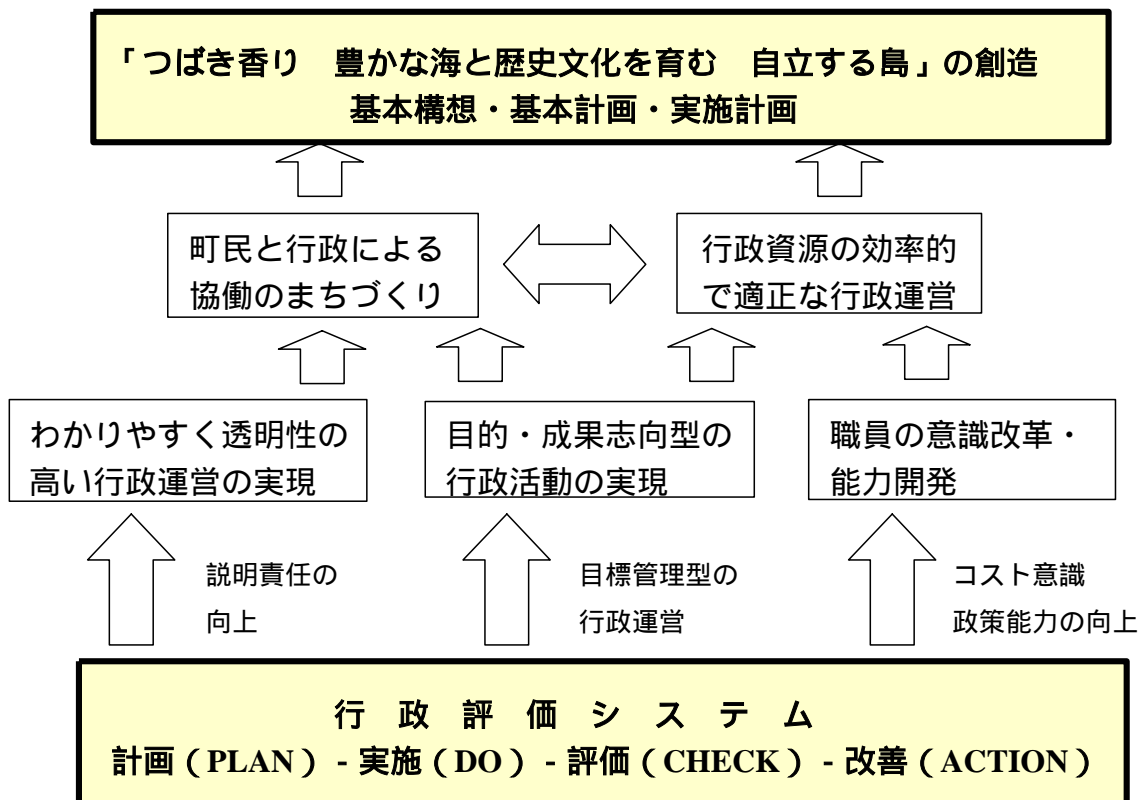 「つばき香り　豊かな海と歴史文化を育む　自立する島」の創造
基本構想・基本計画・実施計画
町民と行政による
協働のまちづくり
行政資源の効率的
で適正な行政運営
わかりやすく透明性の
高い行政運営の実現
目的・成果志向型の
行政活動の実現
職員の意識改革・
能力開発
説明責任の
向上
目標管理型の
行政運営
コスト意識
政策能力の向上
行　政　評　価　シ　ス　テ　ム
計画（PLAN）- 実施（DO）- 評価（CHECK）- 改善（ACTION）